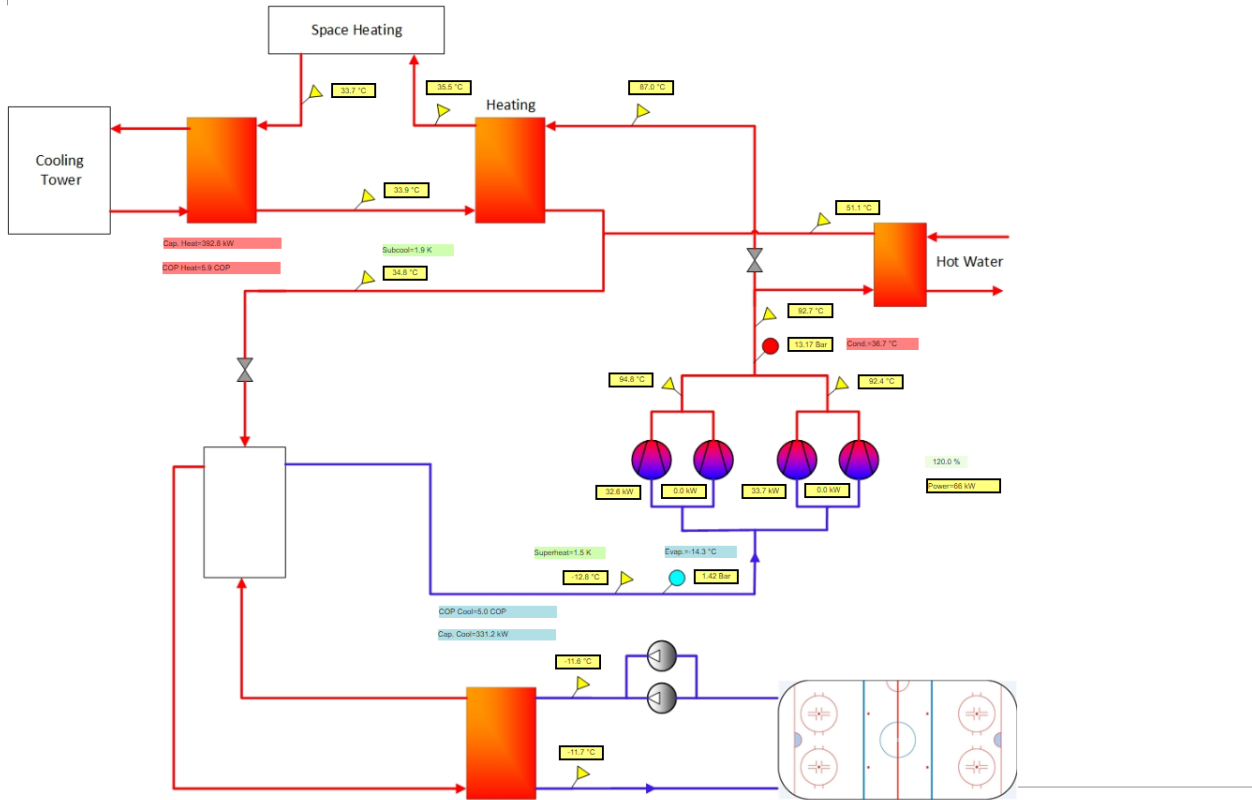 Space Heating
33.7 °C
35.5 °C
87.0 °C
Heating
Cooling
Tower
33.9 °C
51.1 °C
Cap. Heat=392.6 kW
Subcool=1.9 K
COP Heat=5.9 COP
34.8 °C
Hot Water
92.7 °C
13.17 Bar
Cond.=36.7 °C
94.8 °C
92.4 °C
120.0 %
32.6 kW
0.0 kW
33.7 kW
0.0 kW
Power=66 kW
Superheat=1.5 K
Evap.=-14.3 °C
-12.8 °C
1.42 Bar
COP Cool=5.0 COP
Cap. Cool=331.2 kW
-11.6 °C
-11.7 °C